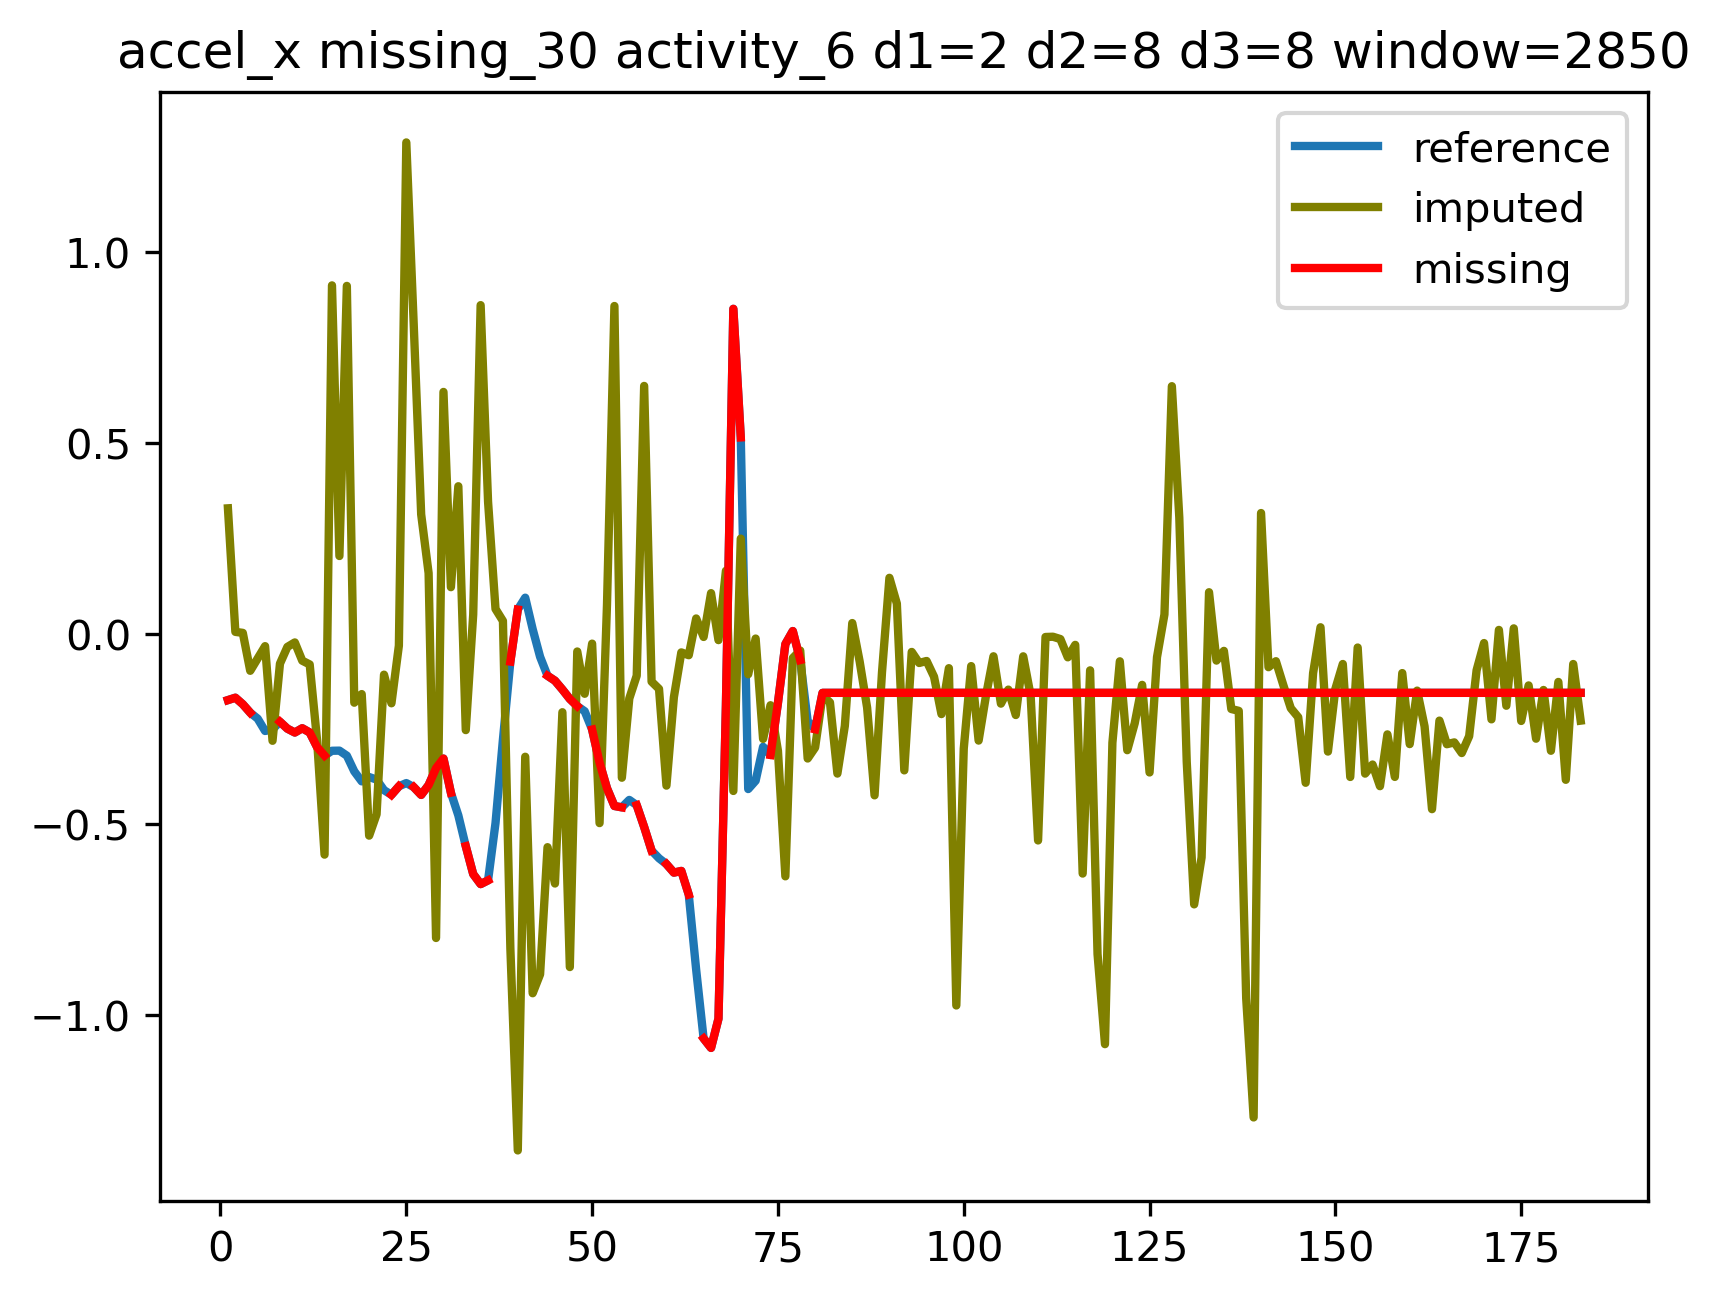 accel_x missing_30 activity_6 d1=2 d2=8 d3=8 window=2850
reference
imputed
missing
1.0
0.5
0.0
−0.5
−1.0
0 25 50 75 100 125 150 175